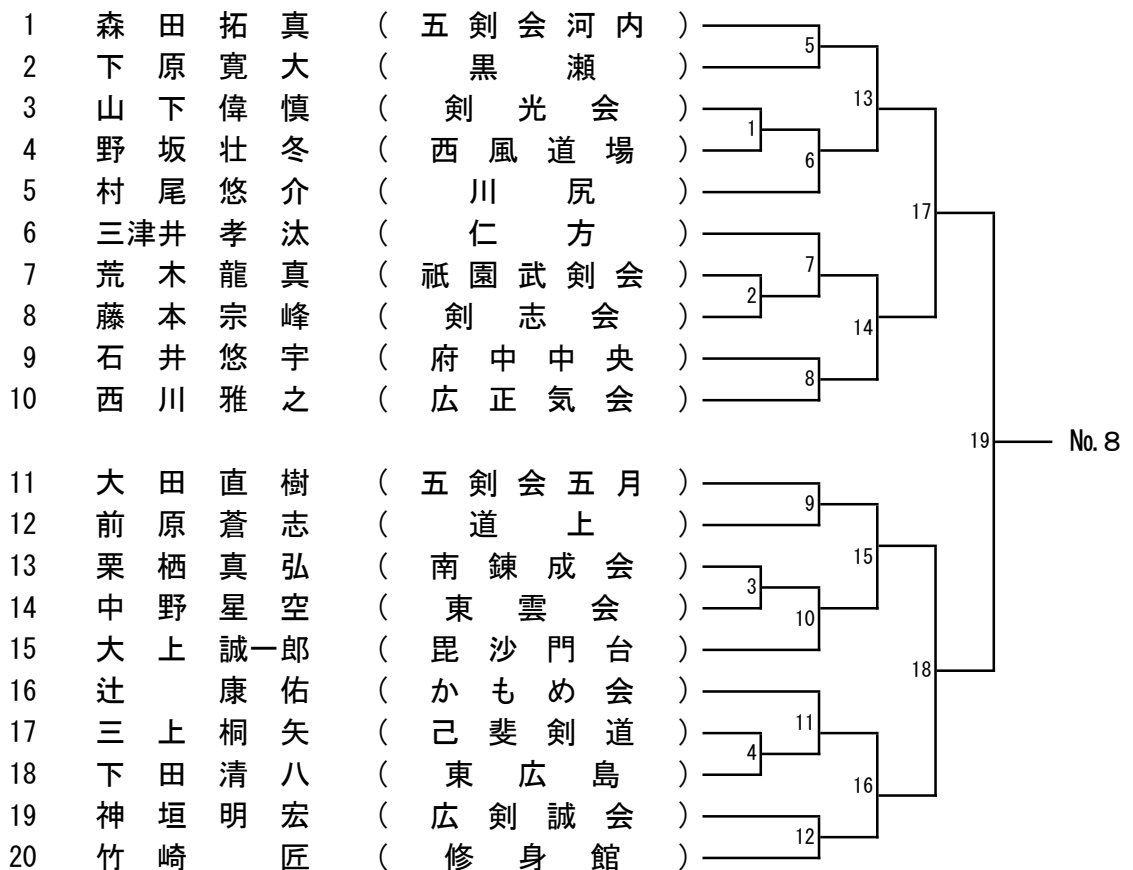 1 森田拓真 (五剣会河内)
2 下原寛大 (黒瀬) 5
3 山下偉慎 (剣光会) 13
4 野坂壮冬 (西風道場) 1 6
5 村尾悠介 (川尻) 17
6 三津井孝汰 (仁方)
7 荒木龍真 (祇園武剣会) 7
8 藤本宗峰 (剣志会) 2 14
9 石井悠宇 (府中中央)
10 西川雅之 (広正気会) 8
19 №8
11 大田直樹 (五剣会五月)
12 前原蒼志 (道上) 9
13 栗栖真弘 (南錬成会) 15
14 中野星空 (東雲会) 3 10
15 大上誠一郎 (毘沙門台) 18
16 辻康佑 (かもめ会)
17 三上桐矢 (己斐剣道) 11
18 下田清八 (東広島) 4 16
19 神垣明宏 (広剣誠会)
20 竹崎匠 (修身館) 12